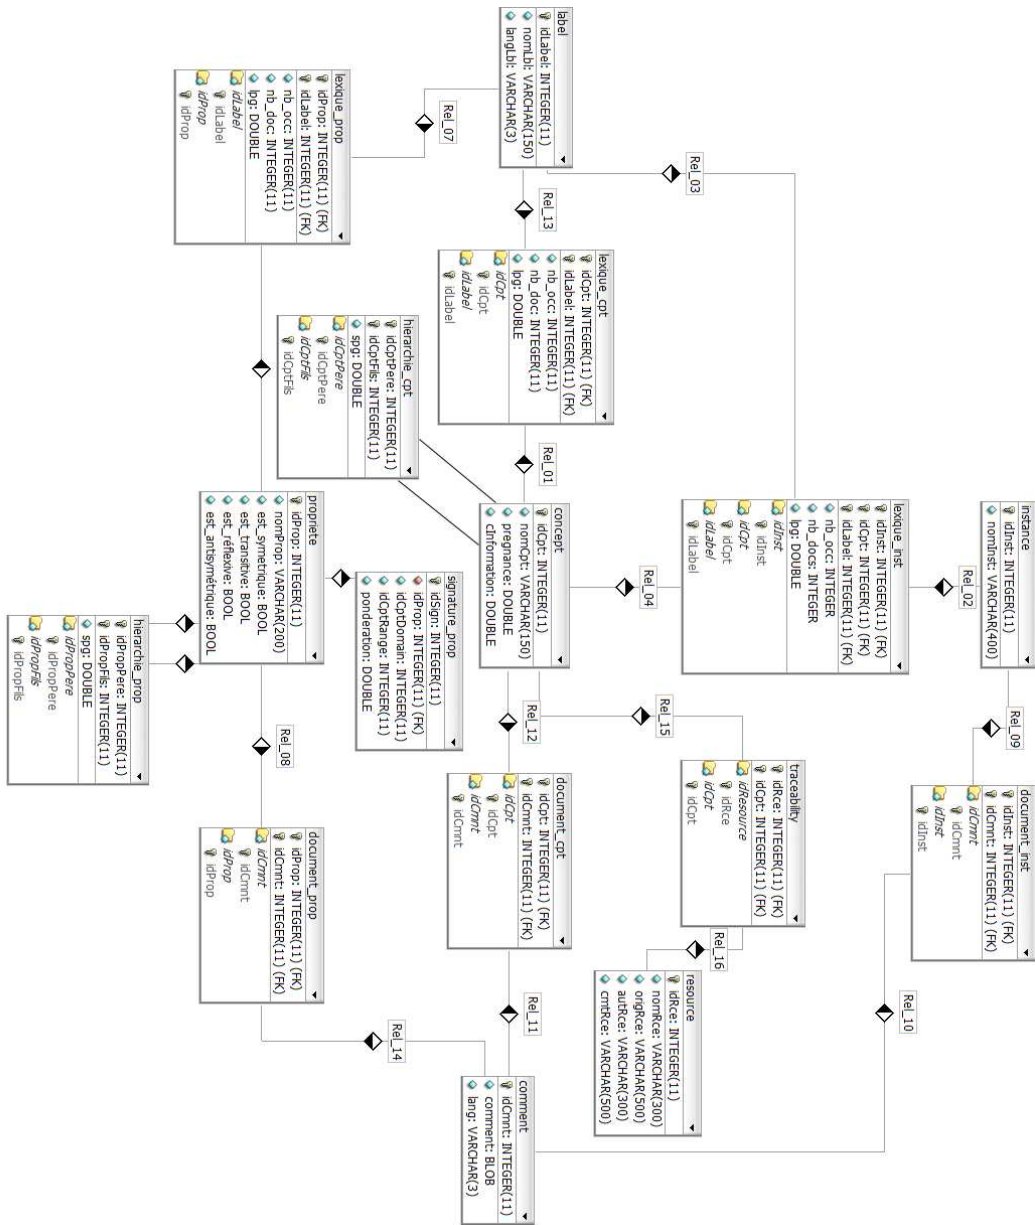 label
idLabel: INTEGER(11)
nomLbl: VARCHAR(150)
langLbl: VARCHAR(3)
Rel_03
Rel_07
Rel_13
lexique_prop
idProp: INTEGER(11) (FK)
idLabel: INTEGER(11) (FK)
nb_occ: INTEGER(11)
nb_doc: INTEGER(11)
lpg: DOUBLE
idLabel
idLabel
idProp
idProp
lexique_cpt
idCpt: INTEGER(11) (FK)
idLabel: INTEGER(11) (FK)
nb_occ: INTEGER(11)
nb_doc: INTEGER(11)
lpg: DOUBLE
idCpt
idCpt
idLabel
idLabel
hierarchie_cpt
idCptPere: INTEGER(11)
idCptFils: INTEGER(11)
spg: DOUBLE
idCptPere
idCptPere
idCptFils
idCptFils
Rel_01
instance
idInst: INTEGER(11)
nomInst: VARCHAR(400)
Rel_02
lexique_inst
idInst: INTEGER(11) (FK)
idCpt: INTEGER(11) (FK)
idLabel: INTEGER(11) (FK)
nb_occ: INTEGER
nb_docs: INTEGER
lpg: DOUBLE
idInst
idInst
idCpt
idCpt
idLabel
idLabel
Rel_04
concept
idCpt: INTEGER(11)
nomCpt: VARCHAR(150)
pregnance: DOUBLE
cInformation: DOUBLE
signature_prop
idSign: INTEGER(11)
idProp: INTEGER(11) (FK)
idCptDomain: INTEGER(11)
idCptRange: INTEGER(11)
ponderation: DOUBLE
propriete
idProp: INTEGER(11)
nomProp: VARCHAR(200)
est_symetrique: BOOL
est_transitive: BOOL
est_réflexive: BOOL
est_antisymétrique: BOOL
hierarchie_prop
idPropPere: INTEGER(11)
idPropFils: INTEGER(11)
spg: DOUBLE
idPropPere
idPropPere
idPropFils
idPropFils
Rel_09
Rel_15
Rel_12
Rel_08
document_inst
idInst: INTEGER(11) (FK)
idCmnt: INTEGER(11) (FK)
idCmnt
idCmnt
idInst
idInst
traceability
idRce: INTEGER(11) (FK)
idCpt: INTEGER(11) (FK)
idResource
idRce
idCpt
idCpt
document_cpt
idCpt: INTEGER(11) (FK)
idCmnt: INTEGER(11) (FK)
idCpt
idCpt
idCmnt
idCmnt
document_prop
idProp: INTEGER(11) (FK)
idCmnt: INTEGER(11) (FK)
idCmnt
idCmnt
idProp
idProp
Rel_16
resource
idRce: INTEGER(11)
nomRce: VARCHAR(300)
origRce: VARCHAR(500)
autRce: VARCHAR(300)
cmtRce: VARCHAR(500)
Rel_10
Rel_11
Rel_14
comment
idCmnt: INTEGER(11)
comment: BLOB
lang: VARCHAR(3)